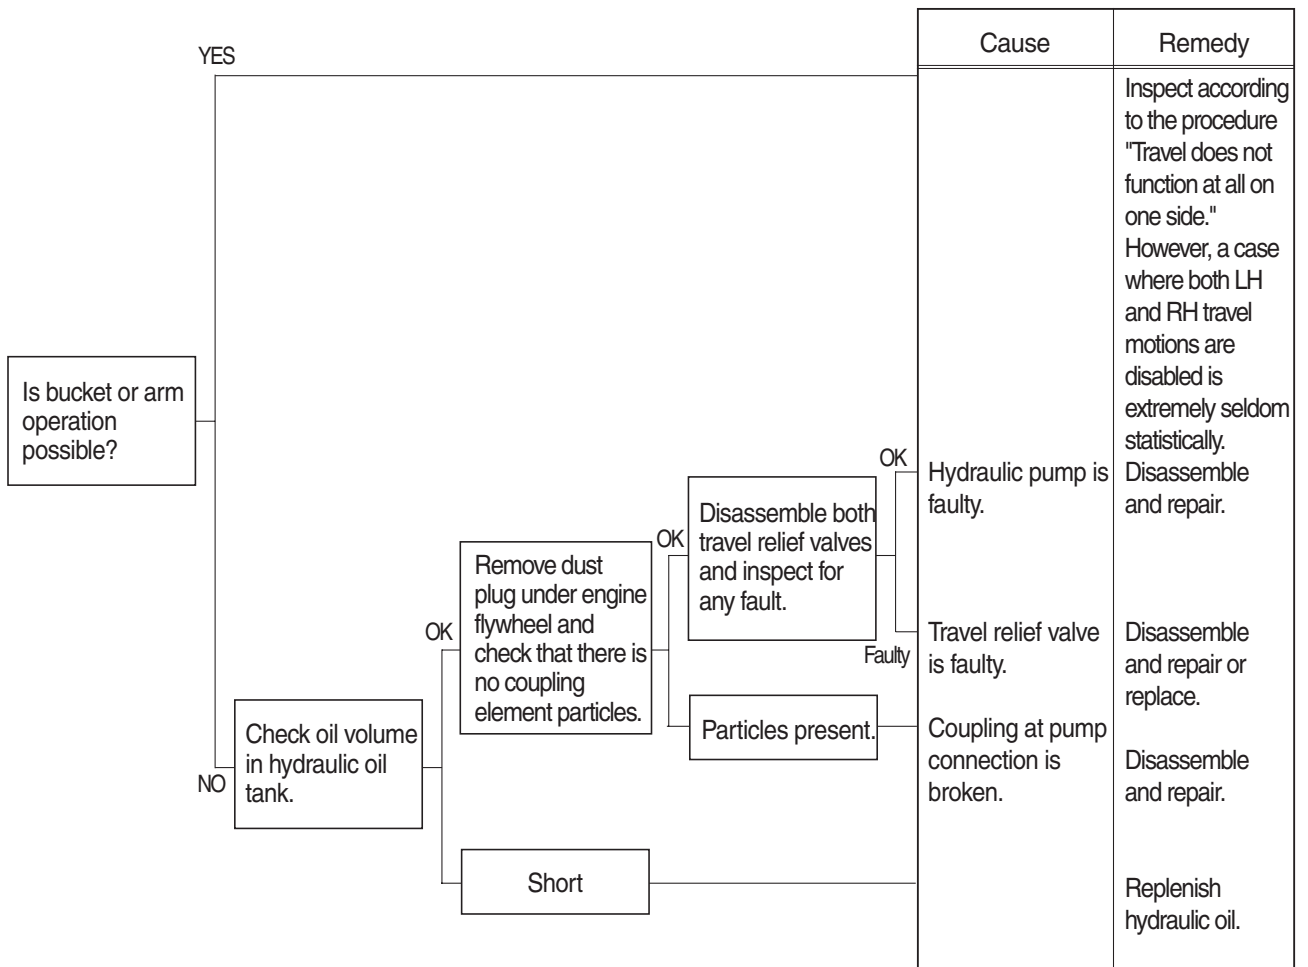 Cause
Remedy
YES
Inspect according
to the procedure
"Travel does not
function at all on
one side."
However, a case
where both LH
and RH travel
motions are
disabled is
extremely seldom
statistically.
Is bucket or arm
operation
possible?
NO
Check oil volume
in hydraulic oil
tank.
OK
Remove dust
plug under engine
flywheel and
check that there is
no coupling
element particles.
OK
Disassemble both
travel relief valves
and inspect for
any fault.
OK
Hydraulic pump is
faulty.
Disassemble
and repair.
Faulty
Travel relief valve
is faulty.
Disassemble
and repair or
replace.
Particles present.
Coupling at pump
connection is
broken.
Disassemble
and repair.
Short
Replenish
hydraulic oil.